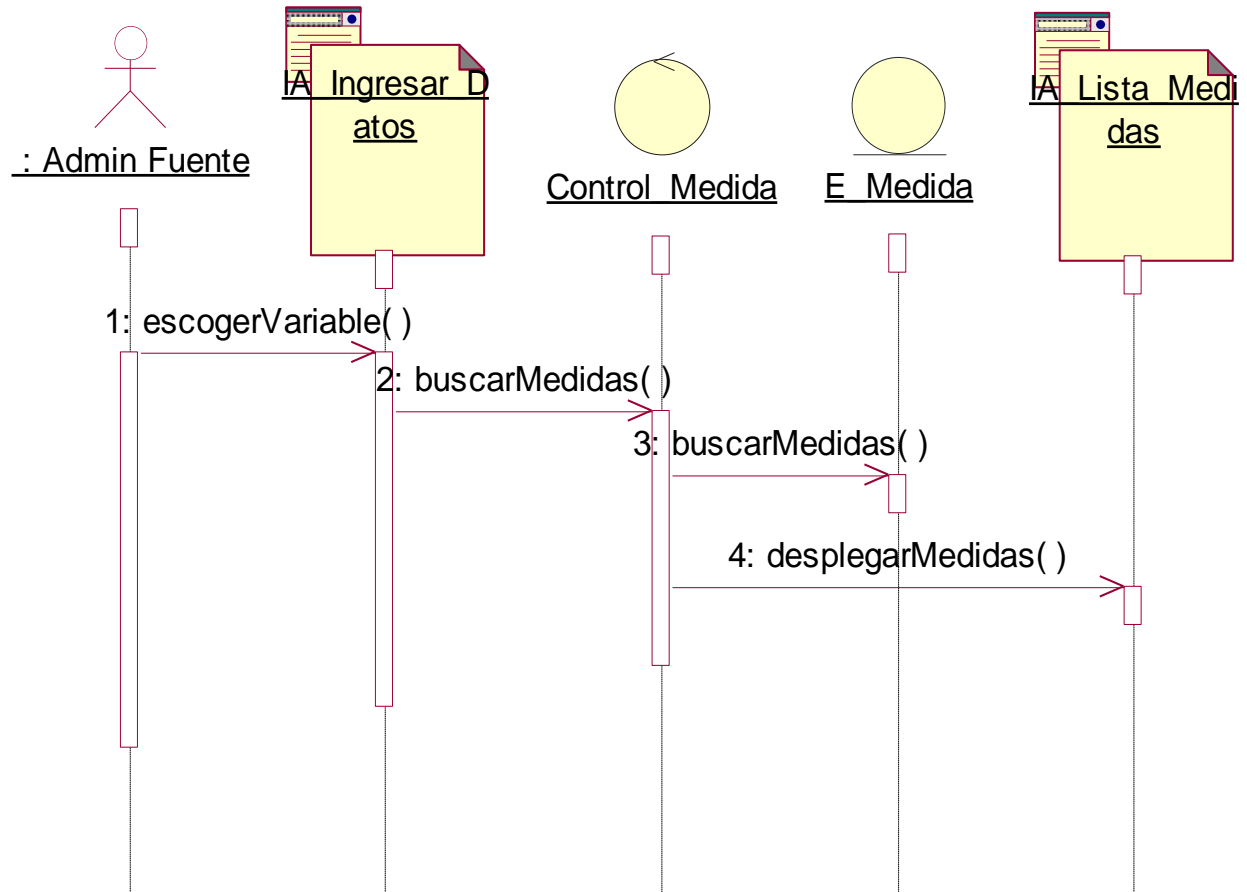 IA_Ingresar_D
atos
IA_Lista_Medi
das
_: Admin Fuente
Control_Medida
E_Medida
1: escogerVariable( )
2: buscarMedidas( )
3: buscarMedidas( )
4: desplegarMedidas( )